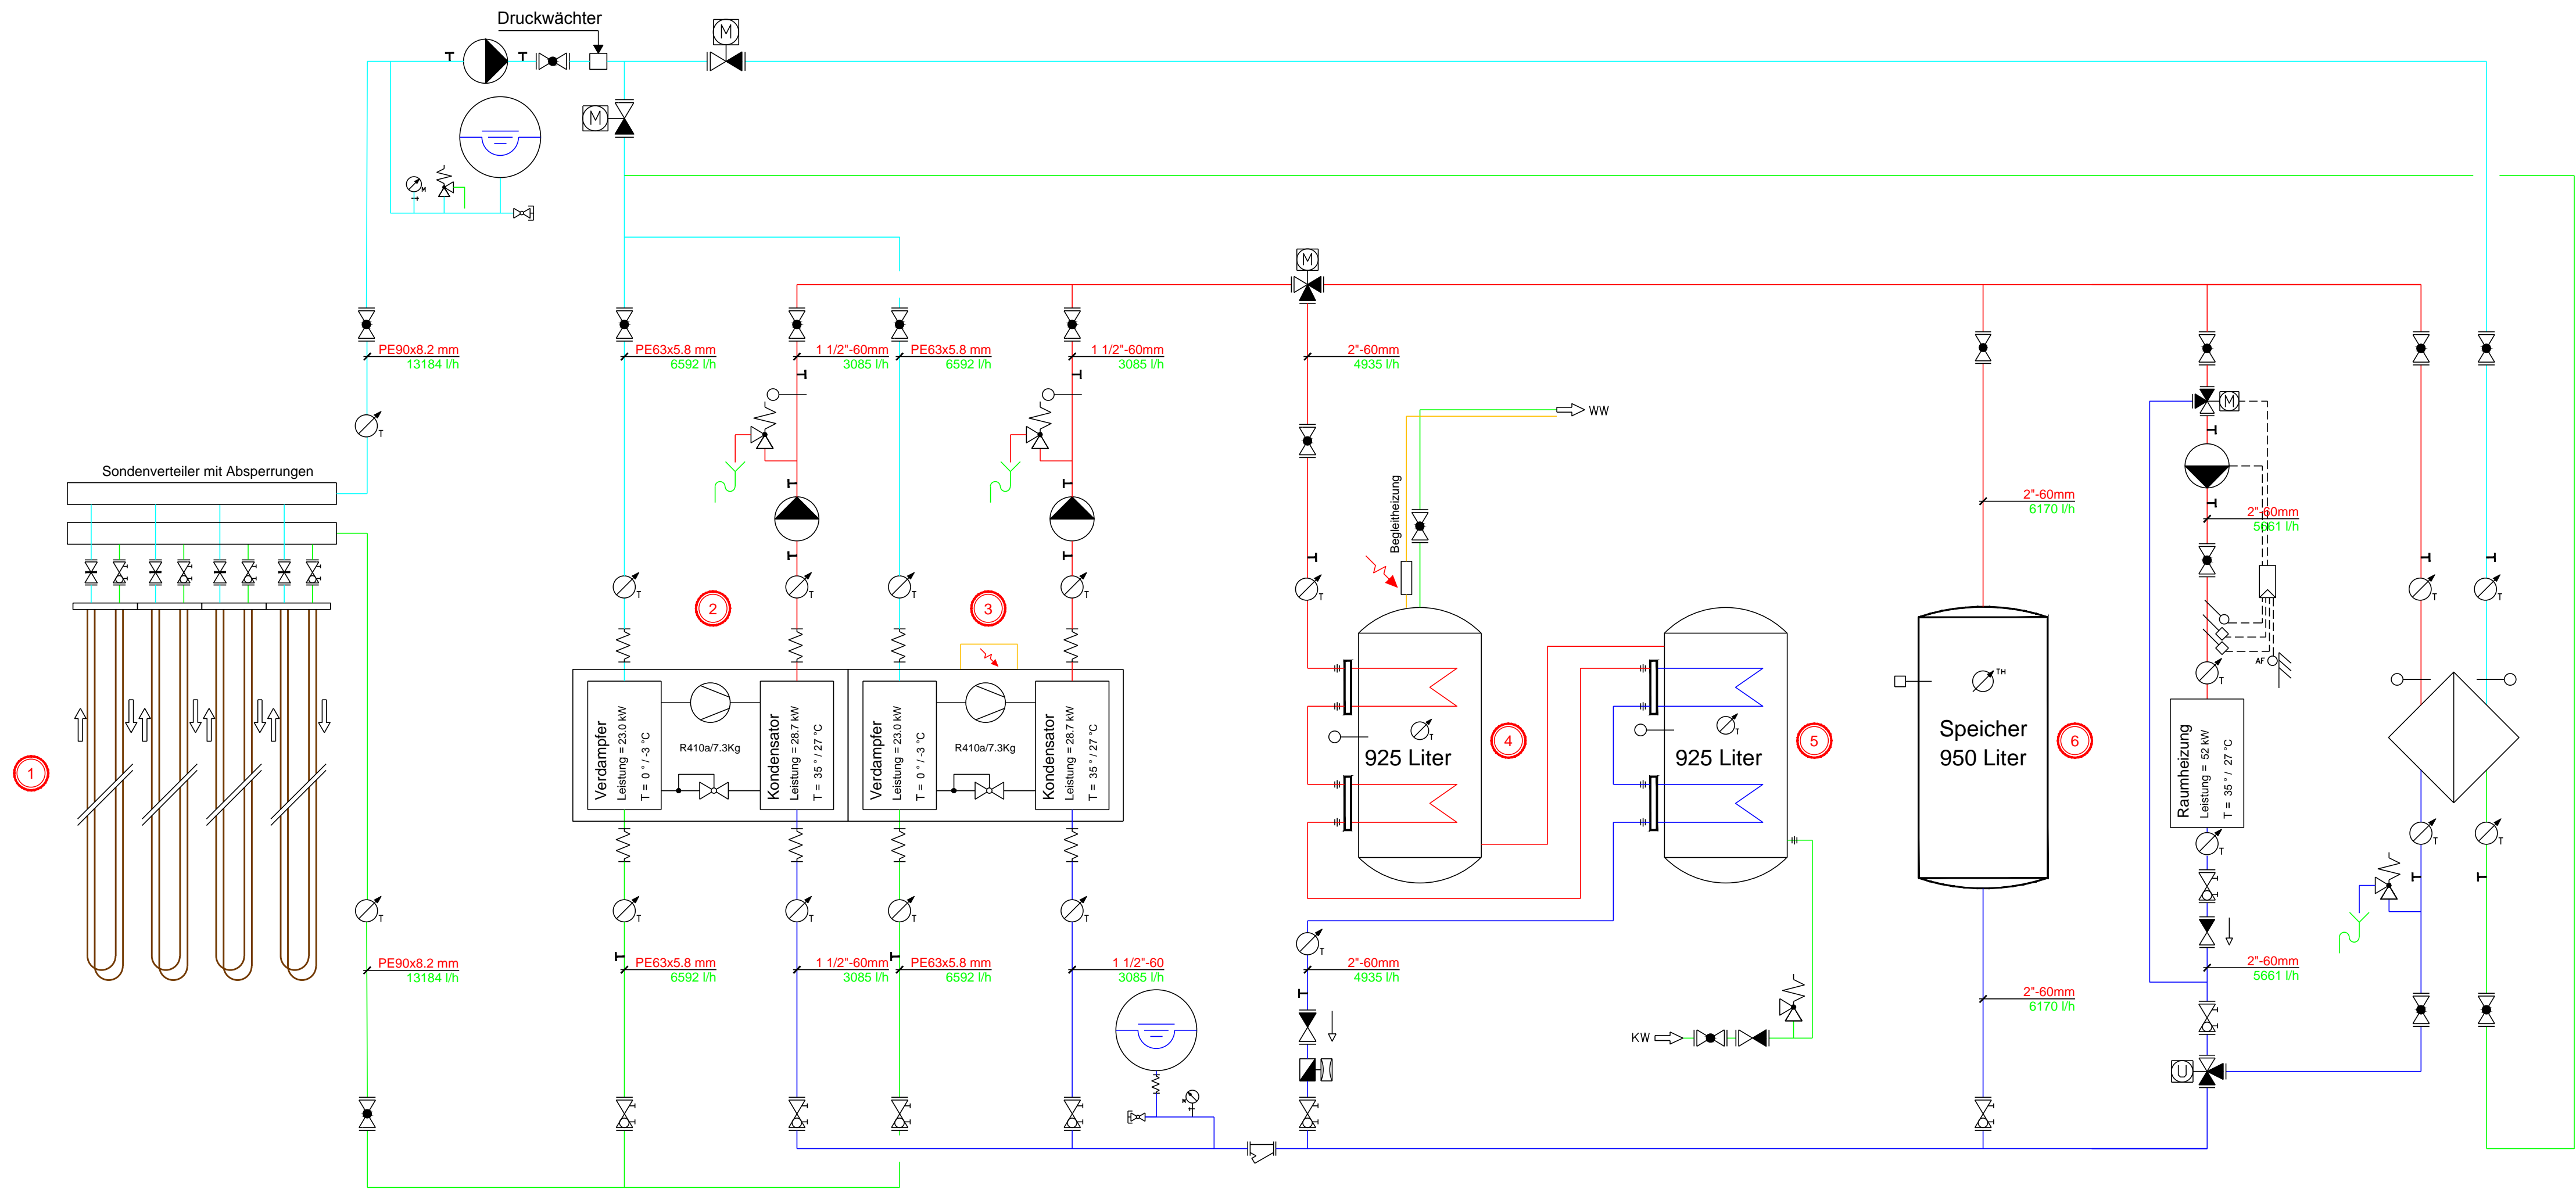 Druckwächter
M
M
M
M
PE90x8.2 mm
13184 l/h
PE63x5.8 mm
6592 l/h
1 1/2"-60mm
3085 l/h
PE63x5.8 mm
6592 l/h
1 1/2"-60mm
3085 l/h
2"-60mm
4935 l/h
M
T
WW
Sondenverteiler mit Absperrungen
Begleitheizung
2"-60mm
6170 l/h
2"-60mm
5661 l/h
T
T
T
T
T
T
T
2
3
AF
T
1
Verdampfer
Leistung = 23.0 kW
T = 0 ° / -3 °C
R410a/7.3Kg
Kondensator
Leistung = 28.7 kW
T = 35 ° / 27 °C
Verdampfer
Leistung = 23.0 kW
T = 0 ° / -3 °C
R410a/7.3Kg
Kondensator
Leistung = 28.7 kW
T = 35 ° / 27 °C
T
925 Liter
4
T
925 Liter
5
TH
Speicher
950 Liter
6
Raumheizung
Leistung = 52 kW
T = 35 ° / 27 °C
T
T
T
T
T
T
T
T
T
PE90x8.2 mm
13184 l/h
PE63x5.8 mm
6592 l/h
1 1/2"-60mm
3085 l/h
PE63x5.8 mm
6592 l/h
1 1/2"-60
3085 l/h
2"-60mm
4935 l/h
2"-60mm
6170 l/h
2"-60mm
5661 l/h
KW
U
M